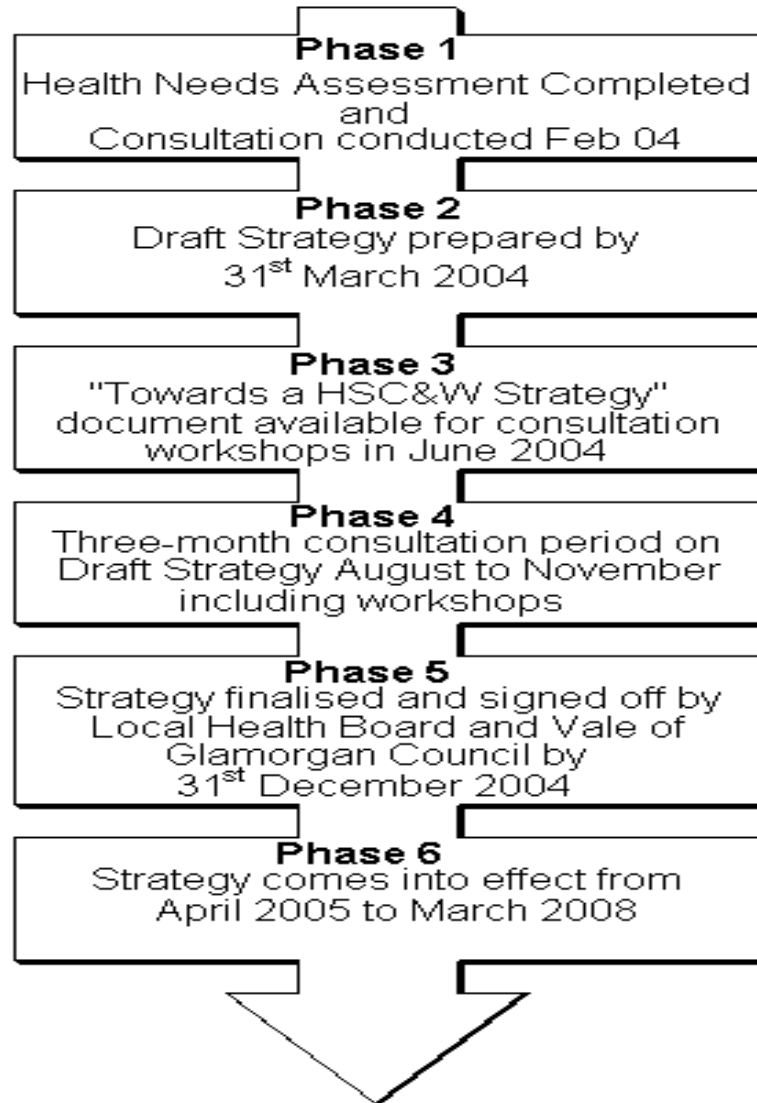 Phase 1
Health Needs Assessment Completed
and
Consultation conducted Feb 04
Phase 2
Draft Strategy prepared by
31st March 2004
Phase 3
"Towards a HSC&W Strategy"
document available for consultation
workshops in June 2004
Phase 4
Three-month consultation period on
Draft Strategy August to November
including workshops
Phase 5
Strategy finalised and signed off by
Local Health Board and Vale of
Glamorgan Council by
31st December 2004
Phase 6
Strategy comes into effect from
April 2005 to March 2008